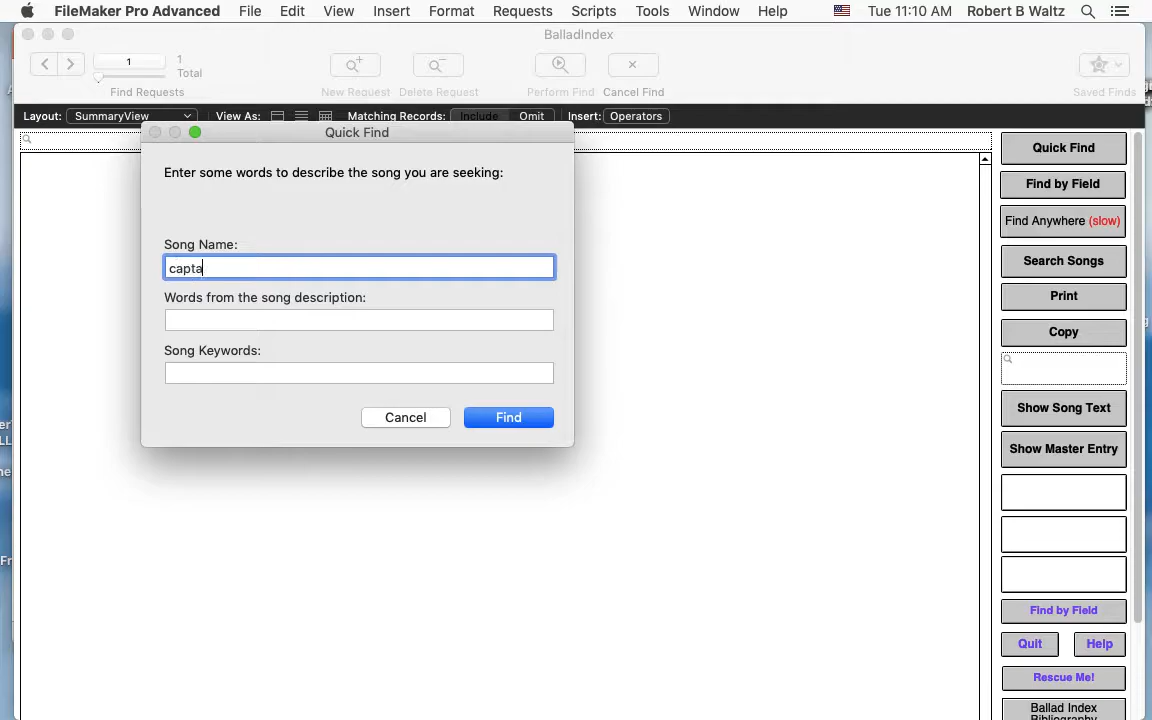 FileMaker Pro Advanced File Edit View Insert Format Requests Scripts Tools Window Help Tue 11:10 AM Robert B Waltz
BalladIndex
1 1 Total
Find Requests New Request Delete Request Perform Find Cancel Find Saved Finds
Layout: SummaryView View As: Matching Records: Include Omit Insert: Operators
Quick Find
Enter some words to describe the song you are seeking:
Song Name:
capta
Words from the song description:
Song Keywords:
Cancel Find
Quick Find
Find by Field
Find Anywhere (slow)
Search Songs
Print
Copy
Show Song Text
Show Master Entry
Find by Field
Quit Help
Rescue Me!
Ballad Index
Bibliography